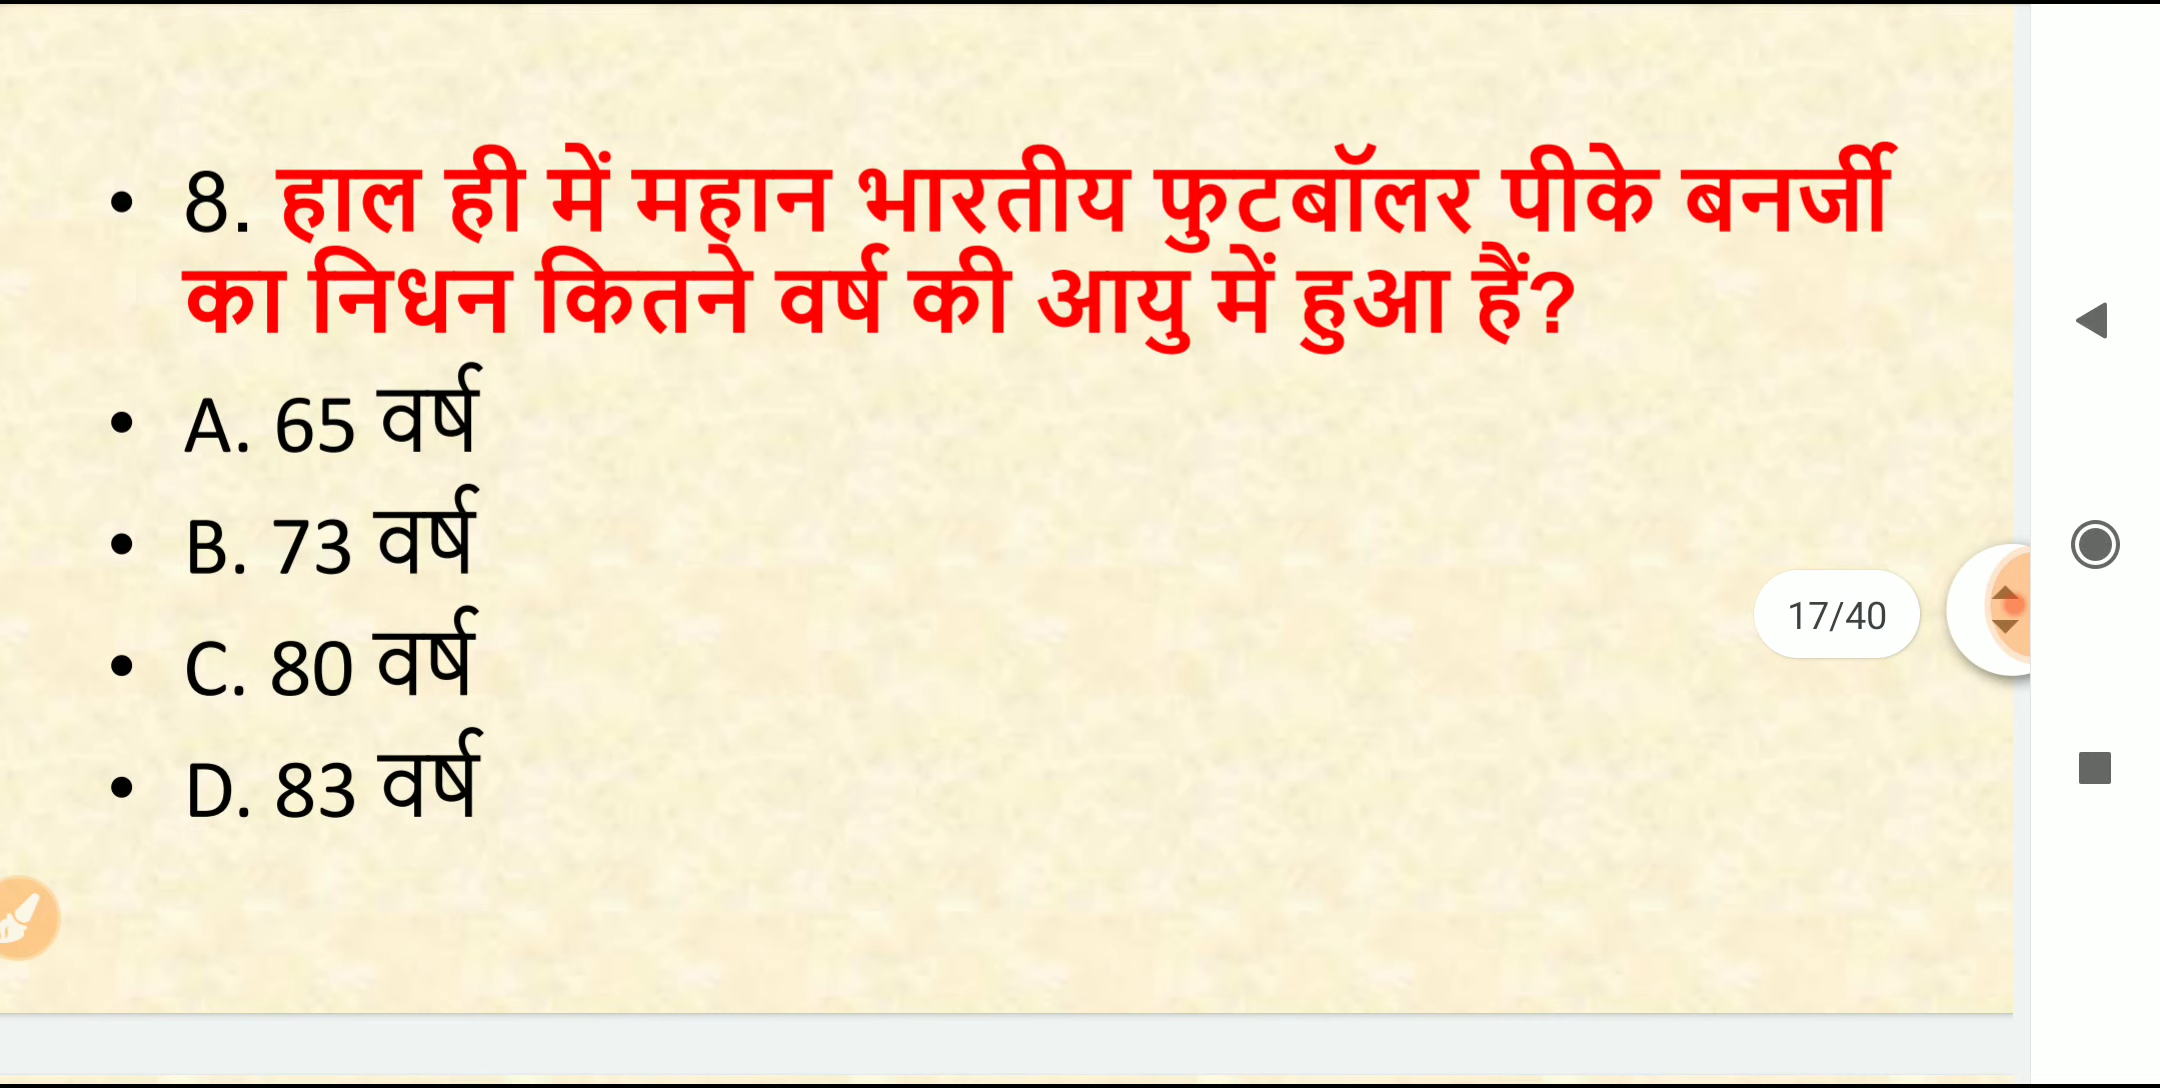 • 8. हाल ही में महान भारतीय फुटबॉलर पीके बनर्जी
का निधन कितने वर्ष की आयु में हुआ हैं?
• A. 65 वर्ष
• B. 73 वर्ष
• C. 80 वर्ष
• D. 83 वर्ष
17/40